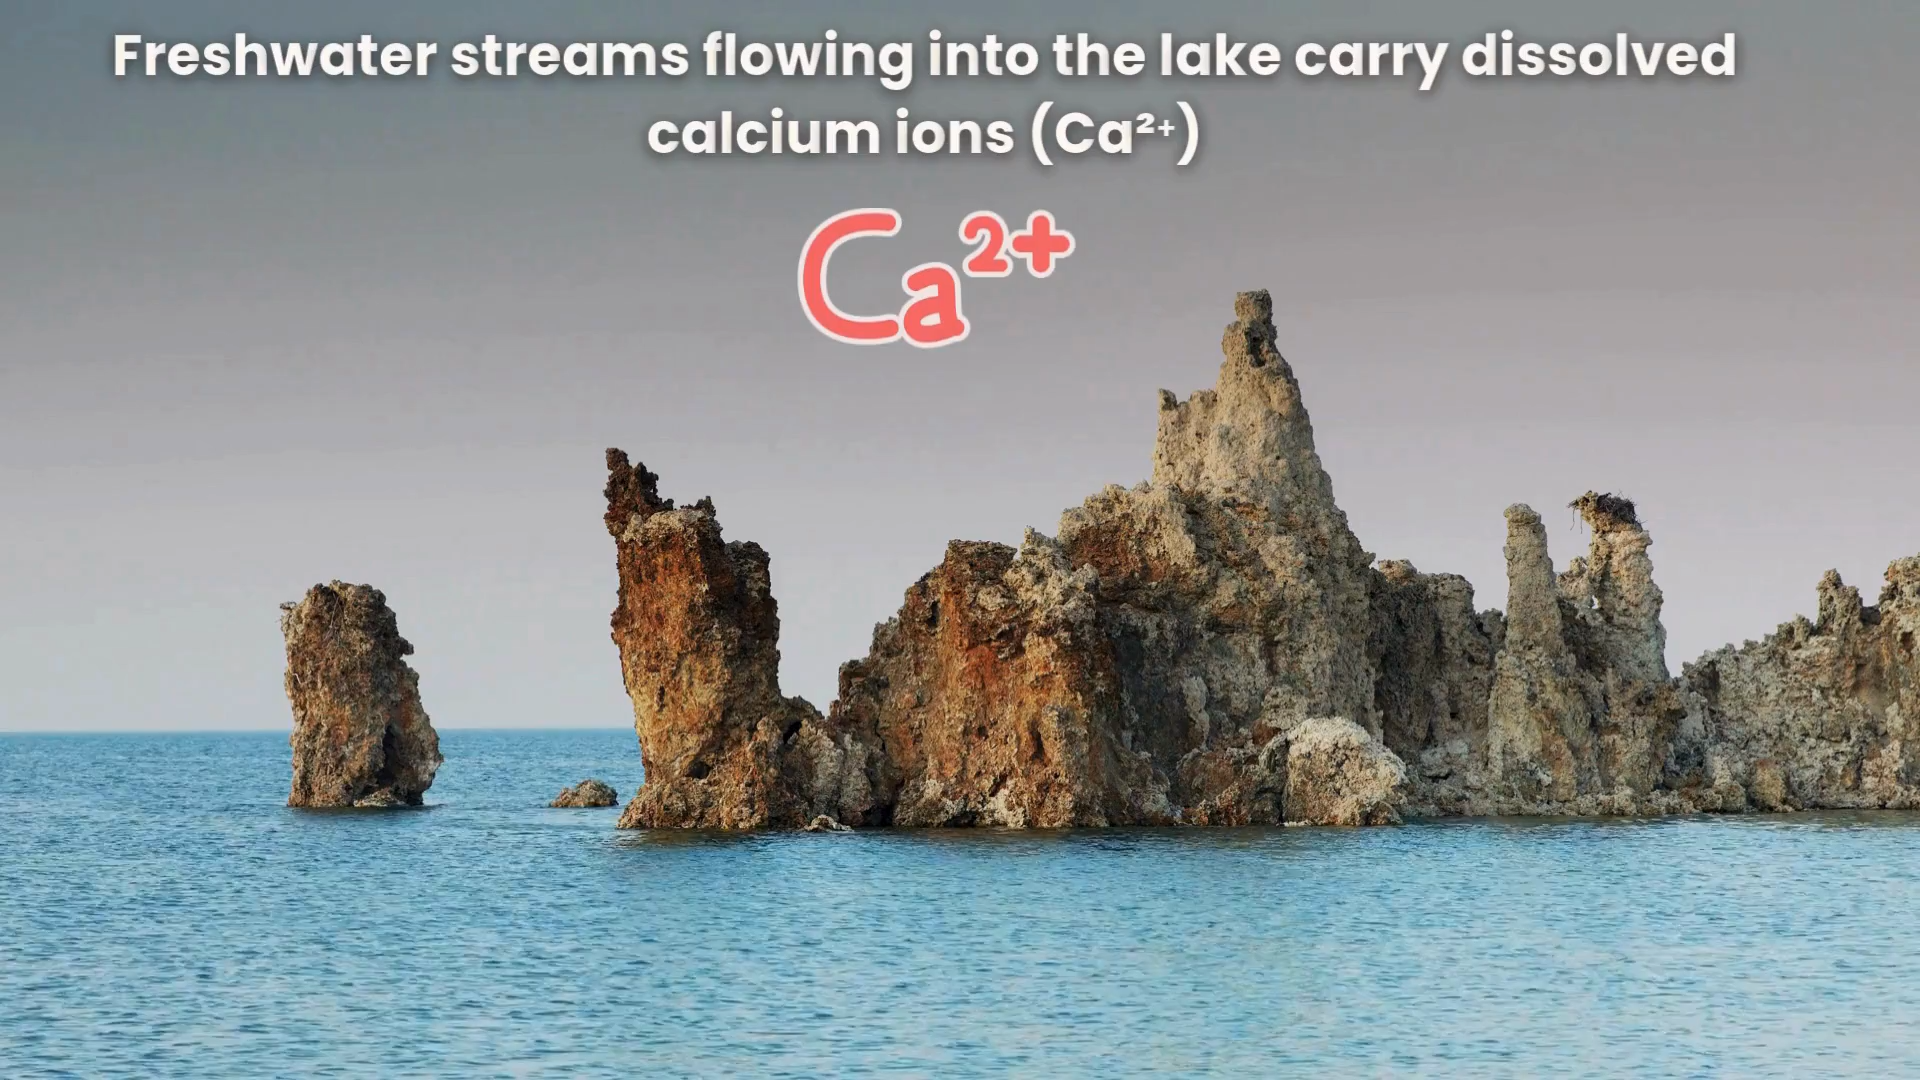 Freshwater streams flowing into the lake carry dissolved
calcium ions (Ca²⁺)
Ca²⁺